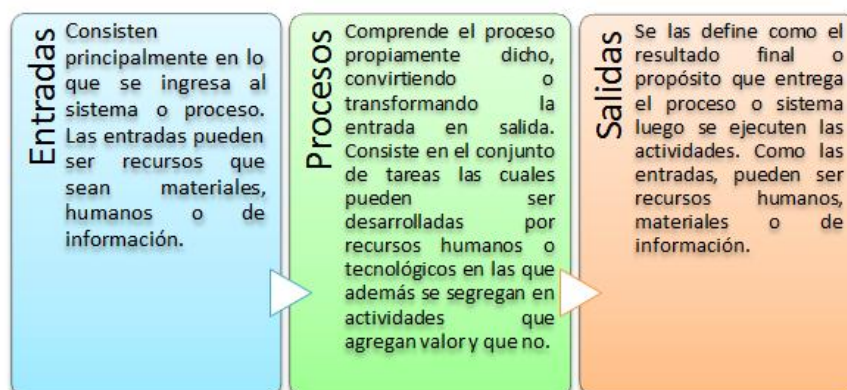 Entradas
Consisten
principalmente en lo
que se ingresa al
sistema o proceso.
Las entradas pueden
ser recursos que
sean materiales,
humanos o de
información.
Procesos
Comprende el proceso
propiamente dicho,
convirtiendo o
transformando la
entrada en salida.
Consiste en el conjunto
de tareas las cuales
pueden ser
desarrolladas por
recursos humanos o
tecnológicos en las que
además se segregan en
actividades que
agregan valor y que no.
Salidas
Se las define como el
resultado final o
propósito que entrega
el proceso o sistema
luego se ejecuten las
actividades. Como las
entradas, pueden ser
recursos humanos,
materiales o de
información.